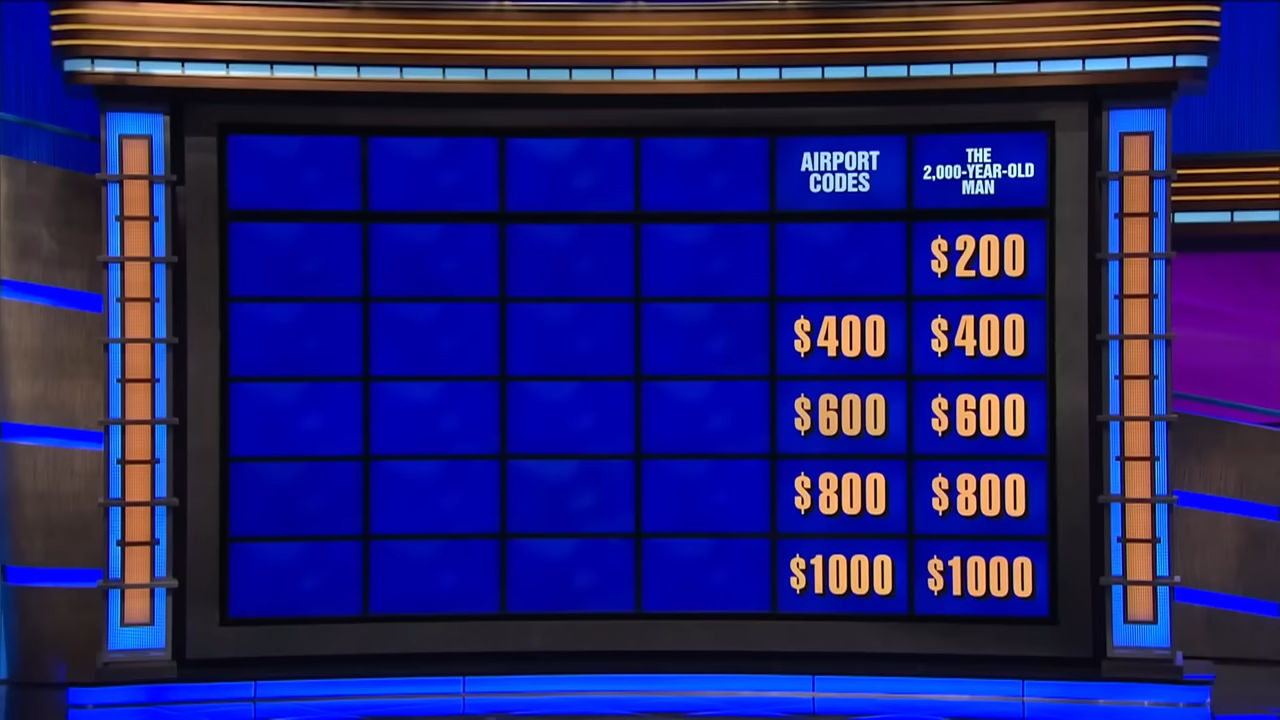 AIRPORT
CODES
THE
2,000-YEAR-OLD
MAN
$200
$400 $400
$600 $600
$800 $800
$1000 $1000